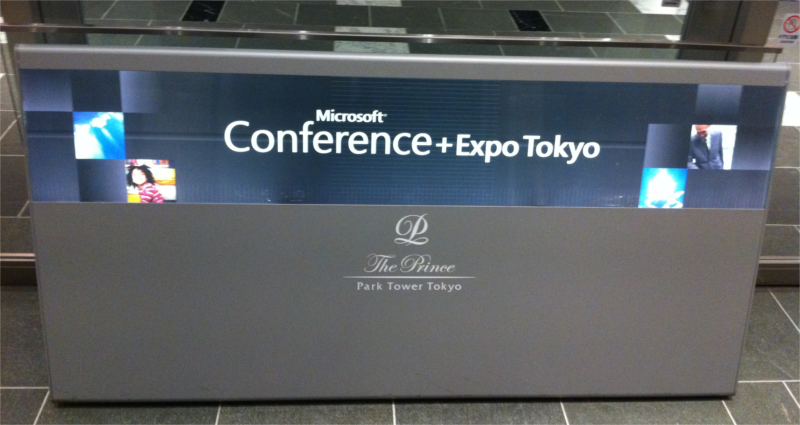 Microsoft
Conference + Expo Tokyo
P
The Prince
Park Tower Tokyo